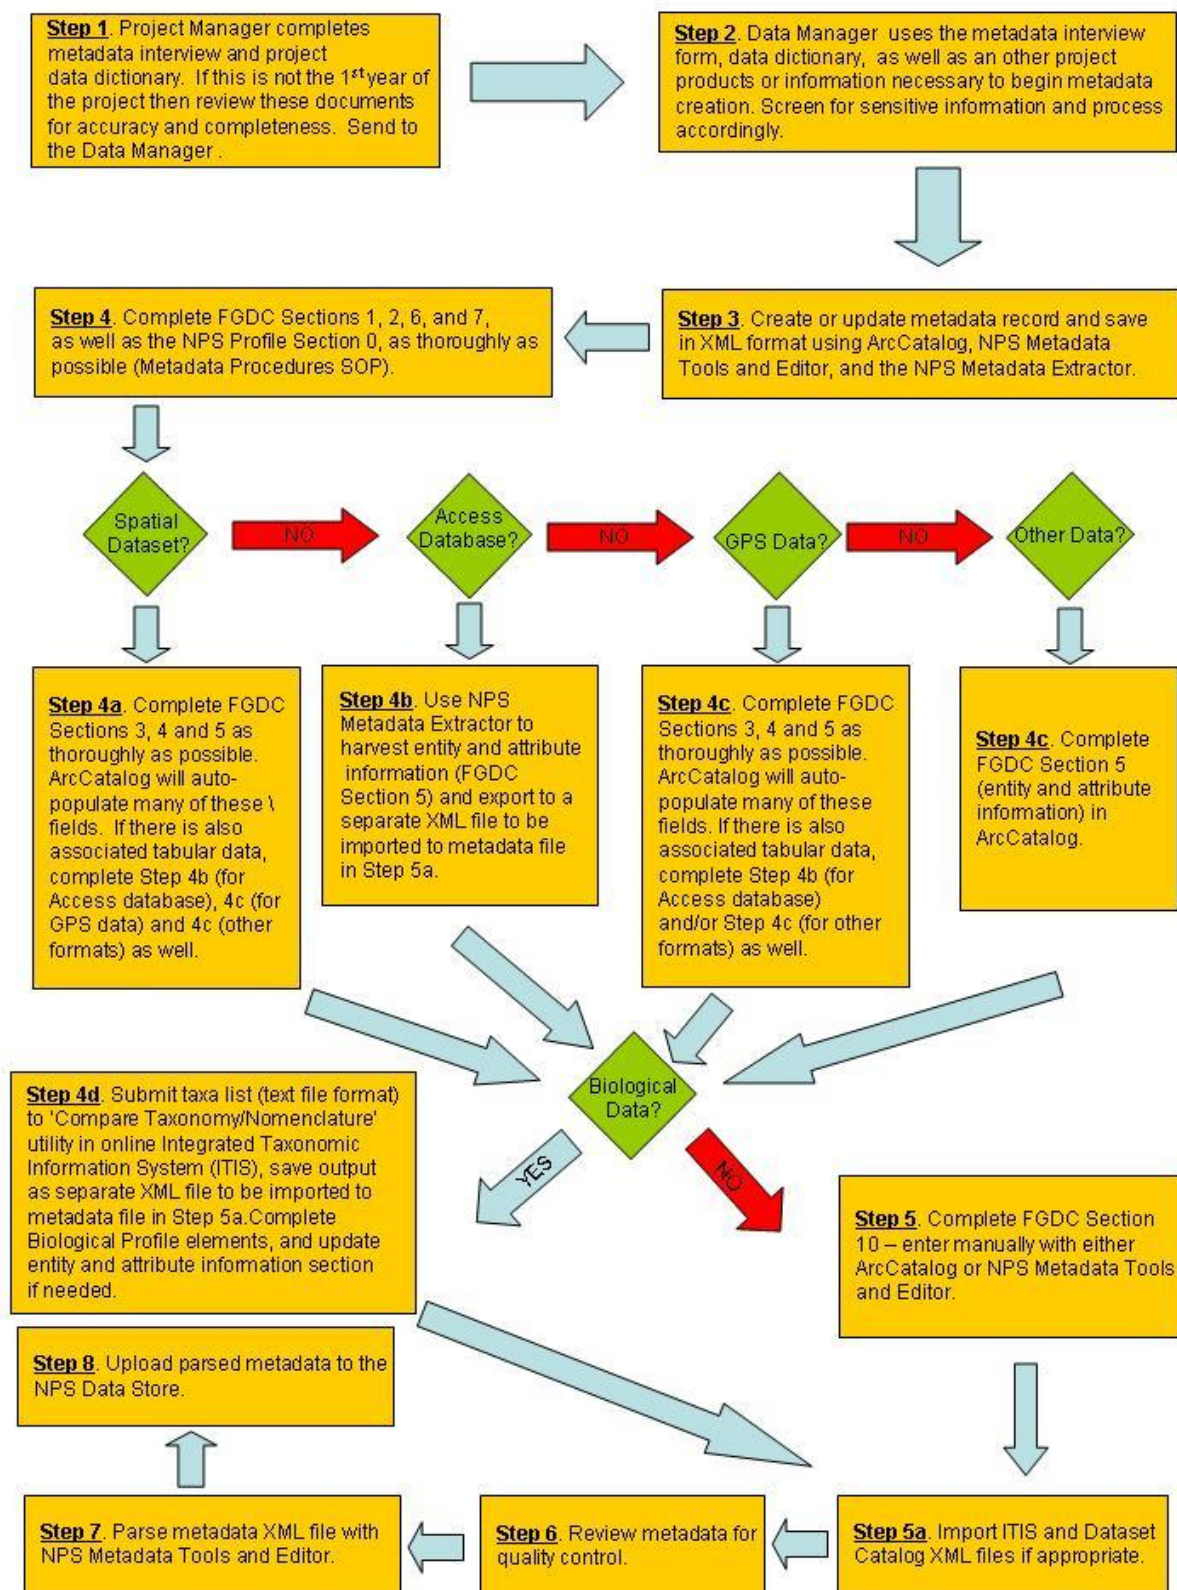 Step 1. Project Manager completes
metadata interview and project
data dictionary. If this is not the 1st year of
the project then review these documents
for accuracy and completeness. Send to
the Data Manager .
Step 2. Data Manager uses the metadata interview
form, data dictionary, as well as an other project
products or information necessary to begin metadata
creation. Screen for sensitive information and process
accordingly.
Step 3. Create or update metadata record and save
in XML format using ArcCatalog, NPS Metadata
Tools and Editor, and the NPS Metadata Extractor.
Step 4. Complete FGDC Sections 1, 2, 6, and 7,
as well as the NPS Profile Section 0, as thoroughly as
possible (Metadata Procedures SOP).
Spatial
Dataset?
NO
Access
Database?
NO
GPS Data?
NO
Other Data?
Step 4a. Complete FGDC
Sections 3, 4 and 5 as
thoroughly as possible.
ArcCatalog will auto-
populate many of these \
fields. If there is also
associated tabular data,
complete Step 4b (for
Access database), 4c (for
GPS data) and 4c (other
formats) as well.
Step 4b. Use NPS
Metadata Extractor to
harvest entity and attribute
information (FGDC
Section 5) and export to a
separate XML file to be
imported to metadata file
in Step 5a.
Step 4c. Complete FGDC
Sections 3, 4 and 5 as
thoroughly as possible.
ArcCatalog will auto-
populate many of these
fields. If there is also
associated tabular data,
complete Step 4b (for
Access database)
and/or Step 4c (for other
formats) as well.
Step 4c. Complete
FGDC Section 5
(entity and attribute
information) in
ArcCatalog.
Biological
Data?
YES
NO
Step 4d. Submit taxa list (text file format)
to 'Compare Taxonomy/Nomenclature'
utility in online Integrated Taxonomic
Information System (ITIS), save output
as separate XML file to be imported to
metadata file in Step 5a.Complete
Biological Profile elements, and update
entity and attribute information section
if needed.
Step 5. Complete FGDC Section
10 – enter manually with either
ArcCatalog or NPS Metadata Tools
and Editor.
Step 5a. Import ITIS and Dataset
Catalog XML files if appropriate.
Step 6. Review metadata for
quality control.
Step 7. Parse metadata XML file with
NPS Metadata Tools and Editor.
Step 8. Upload parsed metadata to the
NPS Data Store.